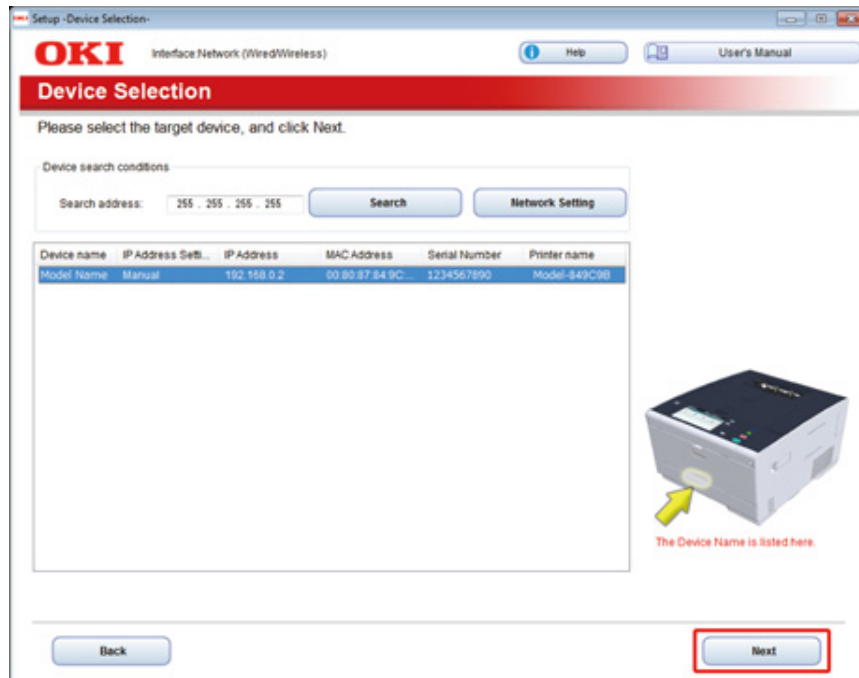 Setup -Device Selection-
OKI Interface:Network (Wired/Wireless) Help User's Manual
Device Selection
Please select the target device, and click Next.
Device search conditions
Search address: 255 . 255 . 255 . 255 Search Network Setting
Device name IP Address Setti... IP Address MAC Address Serial Number Printer name
Model Name Manual 192.168.0.2 00:80:87:84:9C:... 1234567890 Model-849C9B
The Device Name is listed here.
Back Next